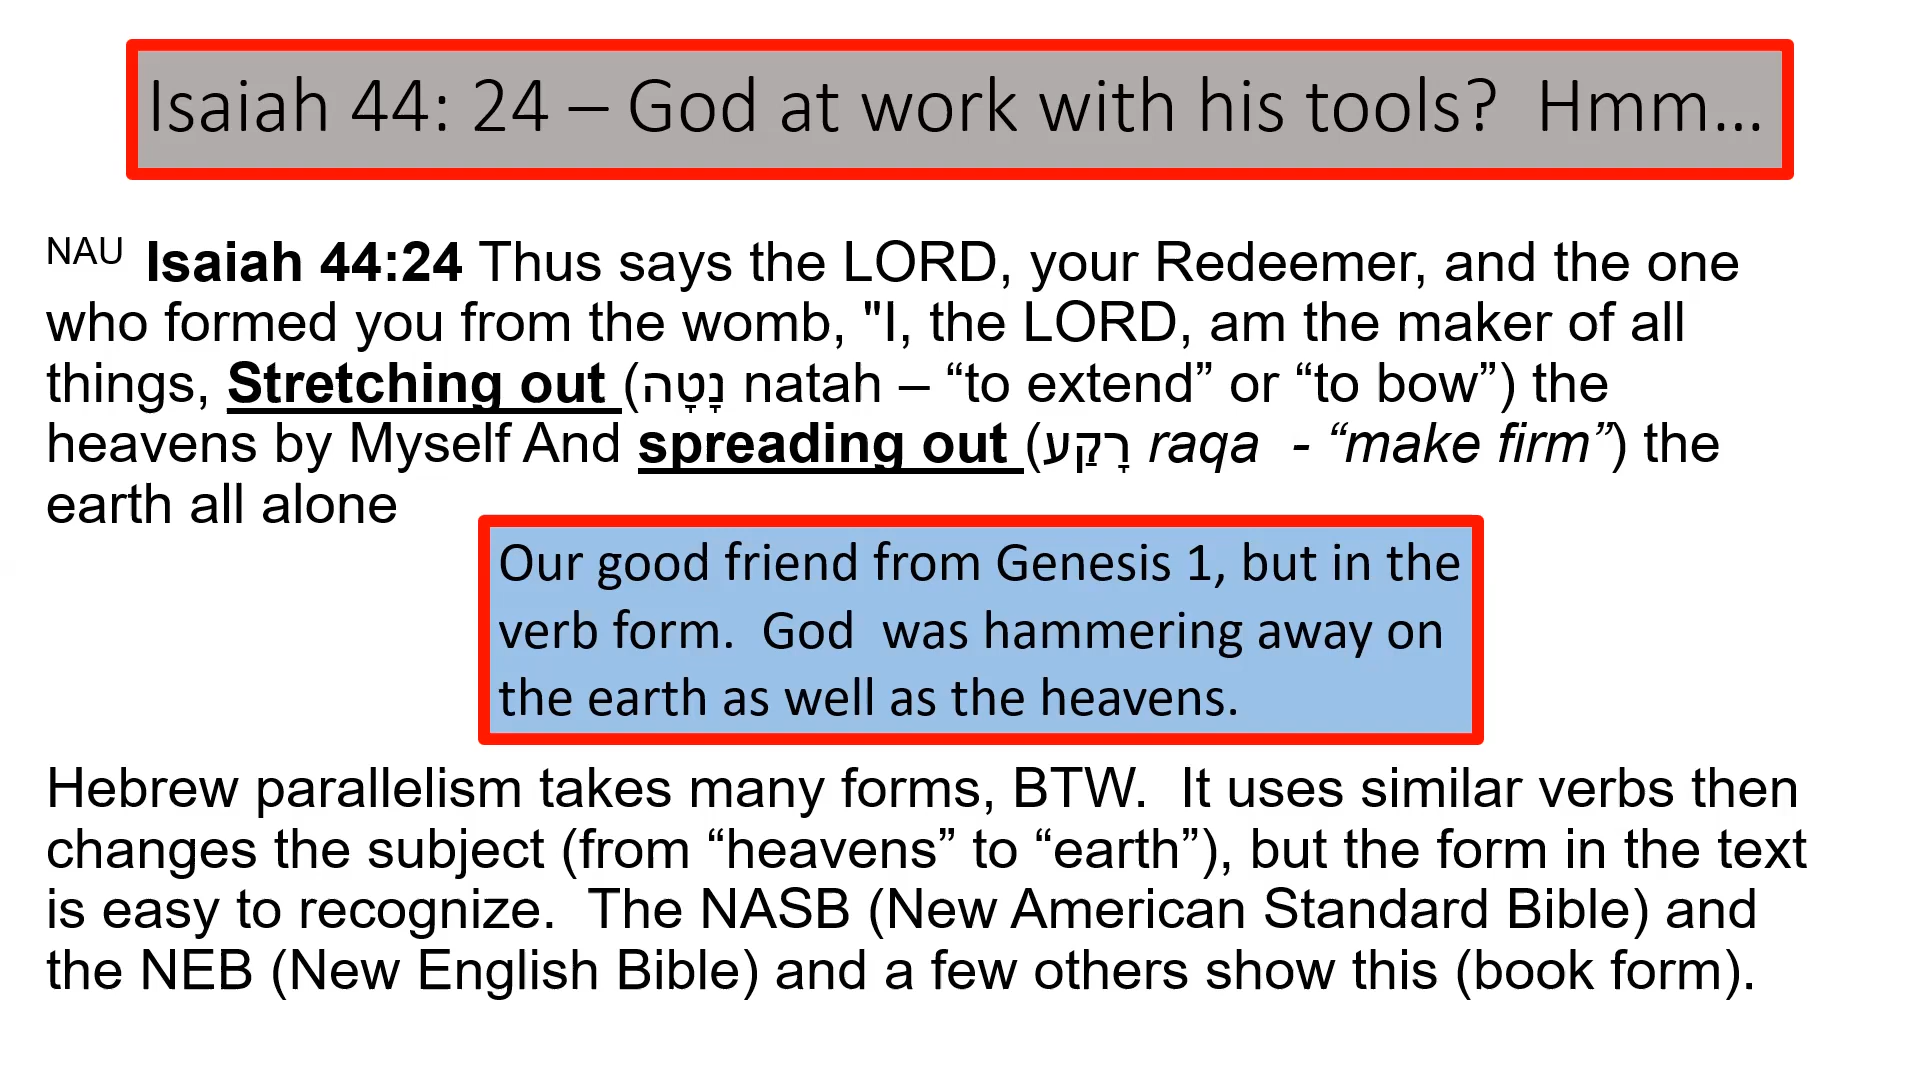 Isaiah 44: 24 – God at work with his tools?  Hmm…
NAU Isaiah 44:24 Thus says the LORD, your Redeemer, and the one
who formed you from the womb, "I, the LORD, am the maker of all
things, Stretching out (נָטָה natah – “to extend” or “to bow”) the
heavens by Myself And spreading out (רָקַע raqa  - “make firm”) the
earth all alone
Our good friend from Genesis 1, but in the
verb form.  God  was hammering away on
the earth as well as the heavens.
Hebrew parallelism takes many forms, BTW.  It uses similar verbs then
changes the subject (from “heavens” to “earth”), but the form in the text
is easy to recognize.  The NASB (New American Standard Bible) and
the NEB (New English Bible) and a few others show this (book form).